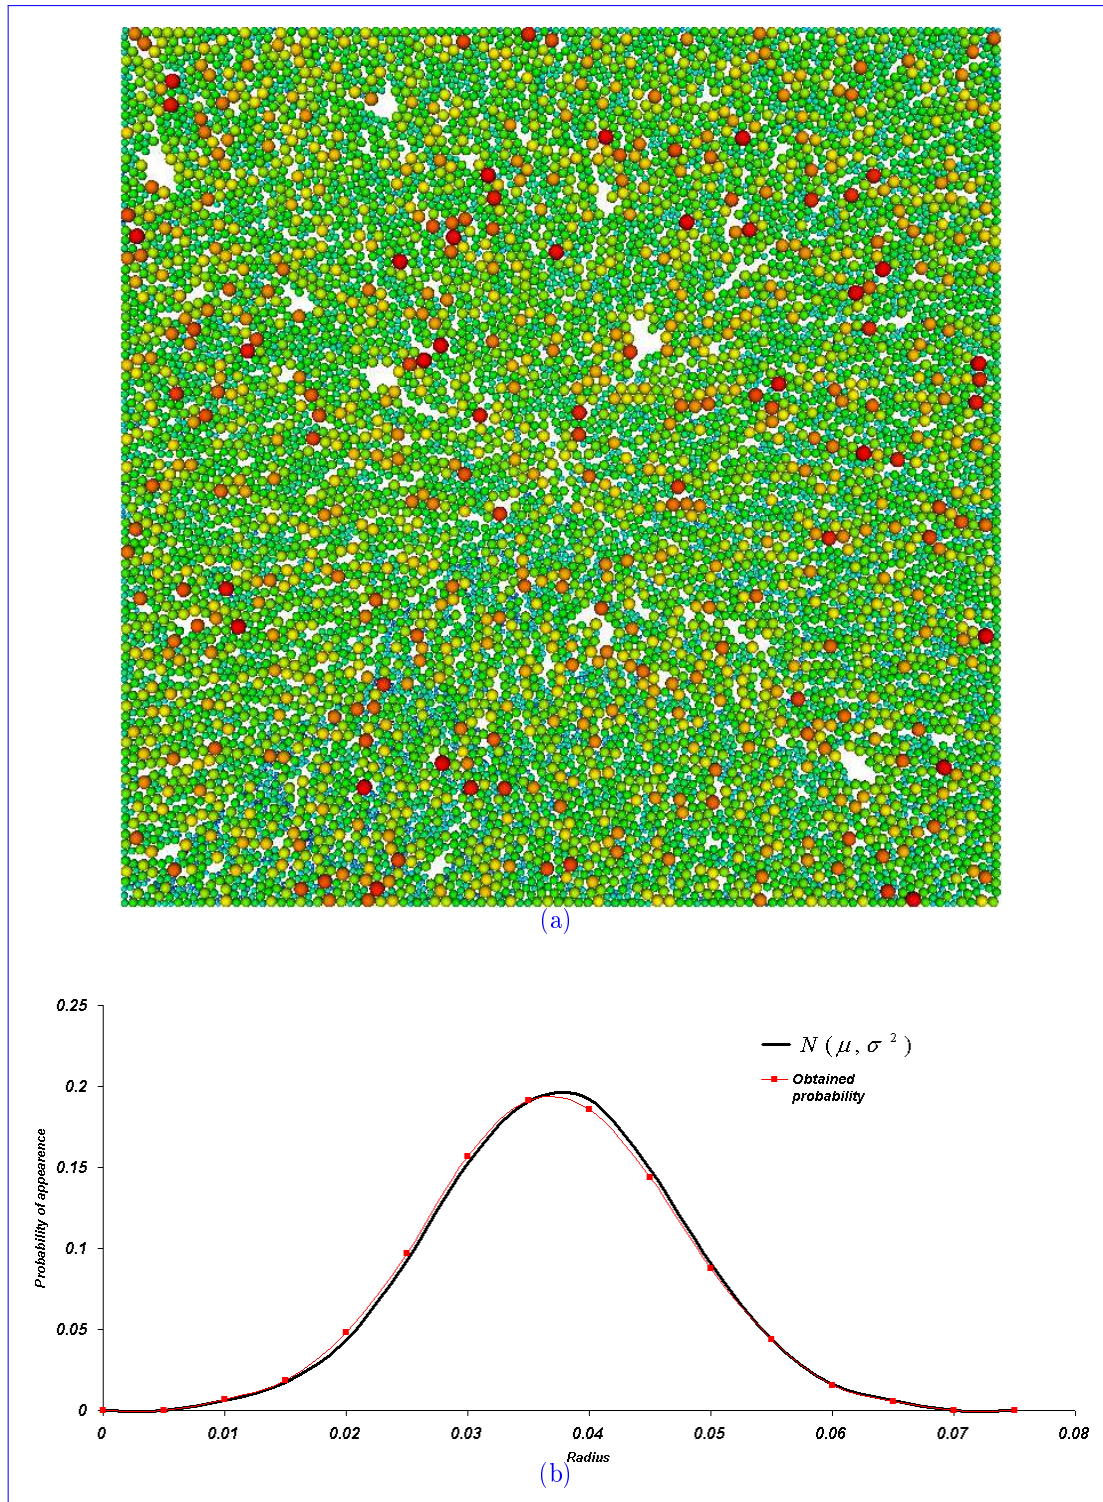 (a)
0.25
0.2
0.15
0.1
0.05
0
Probability of appearence
N ( μ, σ ² )
Obtained
probability
0 0.01 0.02 0.03 0.04 0.05 0.06 0.07 0.08
Radius
(b)